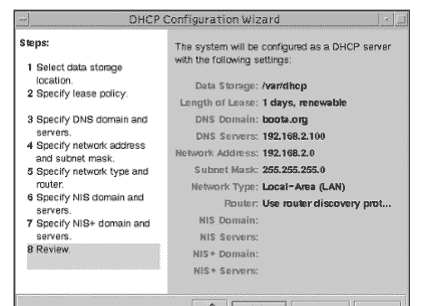 DHCP Configuration Wizard
Steps:
1 Select data storage
location.
2 Specify lease policy.
3 Specify DNS domain and
servers.
4 Specify network address
and subnet mask.
5 Specify network type and
router.
6 Specify NIS domain and
servers.
7 Specify NIS+ domain and
servers.
8 Review.
The system will be configured as a DHCP server
with the following settings:
Data Storage: /var/dhcp
Length of Lease: 1 days, renewable
DNS Domain: boota.org
DNS Servers: 192.168.2.100
Network Address: 192.168.2.0
Subnet Mask: 255.255.255.0
Network Type: Local-Area (LAN)
Router: Use router discovery prot...
NIS Domain:
NIS Servers:
NIS+ Domain:
NIS+ Servers: